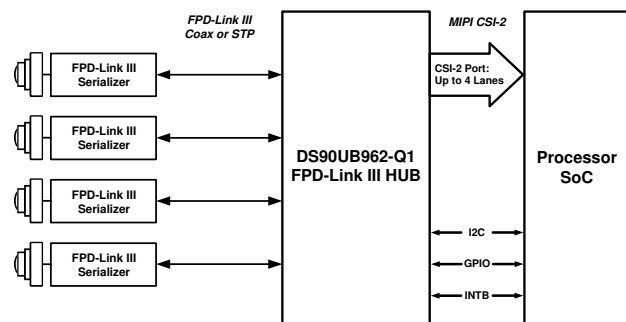 FPD-Link III
Coax or STP
MIPI CSI-2
FPD-Link III
Serializer
FPD-Link III
Serializer
FPD-Link III
Serializer
FPD-Link III
Serializer
DS90UB962-Q1
FPD-Link III HUB
CSI-2 Port:
Up to 4 Lanes
I2C
GPIO
INTB
Processor
SoC